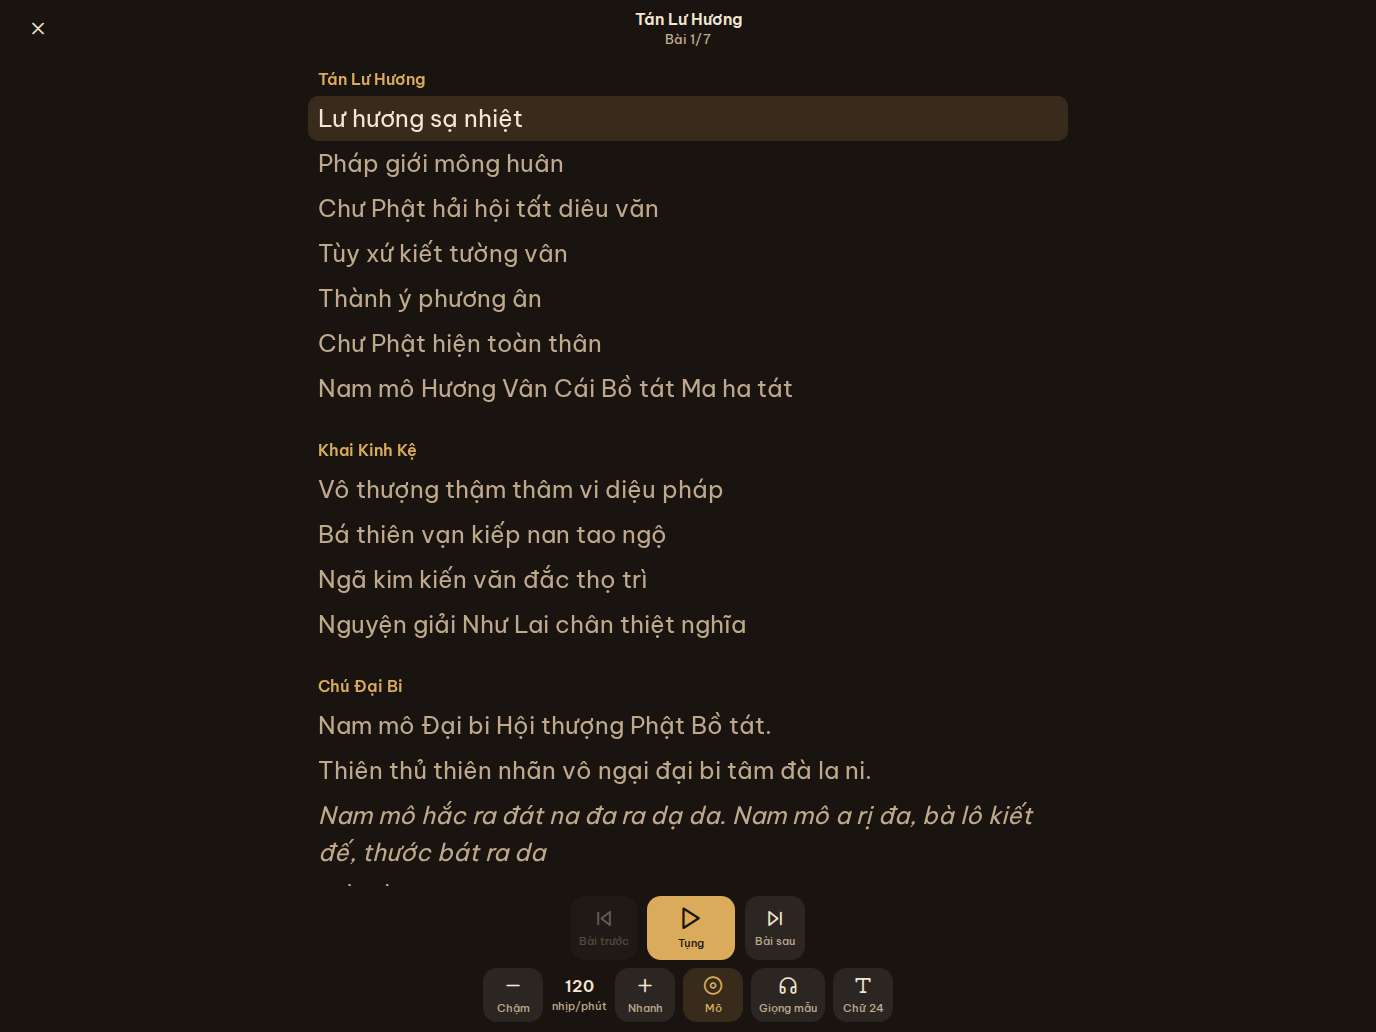 Tán Lư Hương
Bài 1/7
Tán Lư Hương
Lư hương sạ nhiệt
Pháp giới mông huân
Chư Phật hải hội tất diêu văn
Tùy xứ kiết tường vân
Thành ý phương ân
Chư Phật hiện toàn thân
Nam mô Hương Vân Cái Bồ tát Ma ha tát
Khai Kinh Kệ
Vô thượng thậm thâm vi diệu pháp
Bá thiên vạn kiếp nan tao ngộ
Ngã kim kiến văn đắc thọ trì
Nguyện giải Như Lai chân thiệt nghĩa
Chú Đại Bi
Nam mô Đại bi Hội thượng Phật Bồ tát.
Thiên thủ thiên nhãn vô ngại đại bi tâm đà la ni.
Nam mô hắc ra đát na đa ra dạ da. Nam mô a rị đa, bà lô kiết
đế, thước bát ra da
Bài trước
Tụng
Bài sau
Chậm
120
nhịp/phút
Nhanh
Mõ
Giọng mẫu
Chữ 24